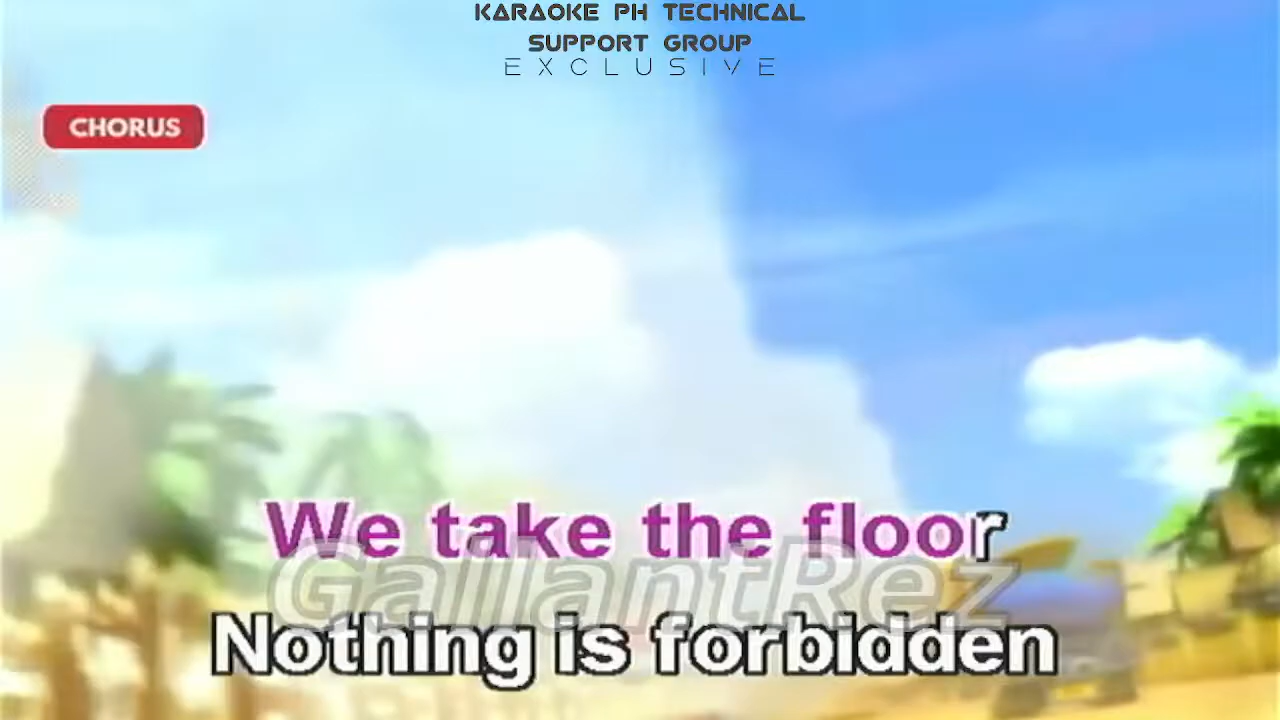 KARAOKE PH TECHNICAL
SUPPORT GROUP
EXCLUSIVE
CHORUS
We take the floor
GallantRez
Nothing is forbidden